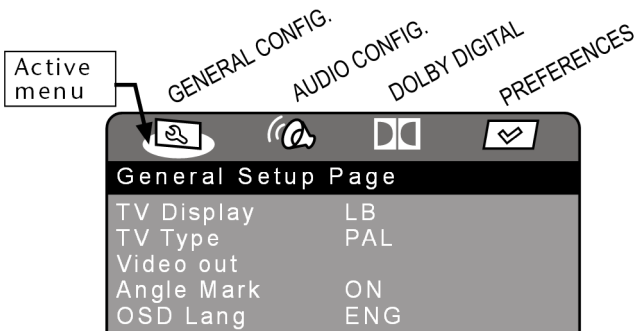 GENERAL CONFIG.
AUDIO CONFIG.
DOLBY DIGITAL
PREFERENCES
Active
menu
General Setup Page
TV Display LB
TV Type PAL
Video out
Angle Mark ON
OSD Lang ENG